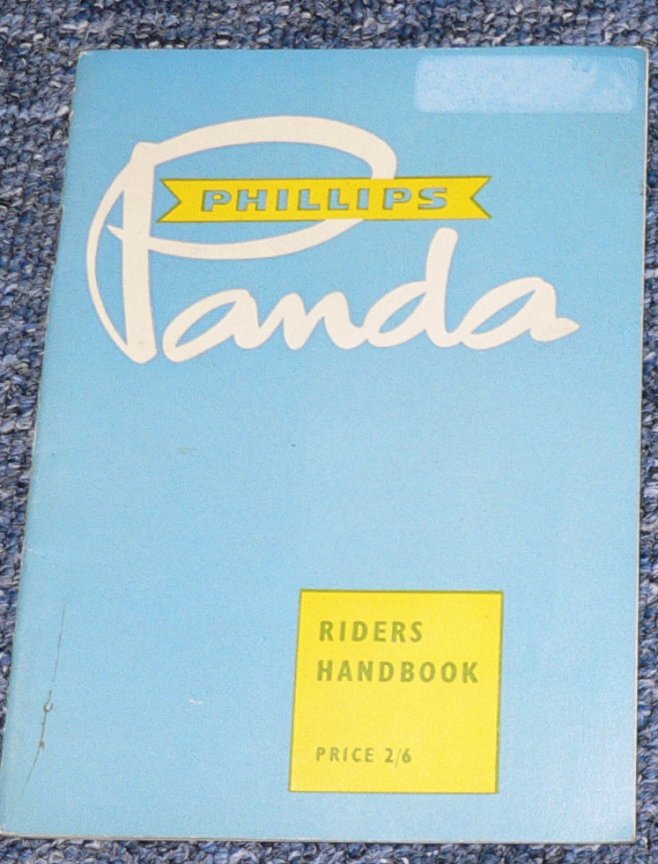 PHILLIPS
Panda
RIDERS
HANDBOOK
PRICE 2/6